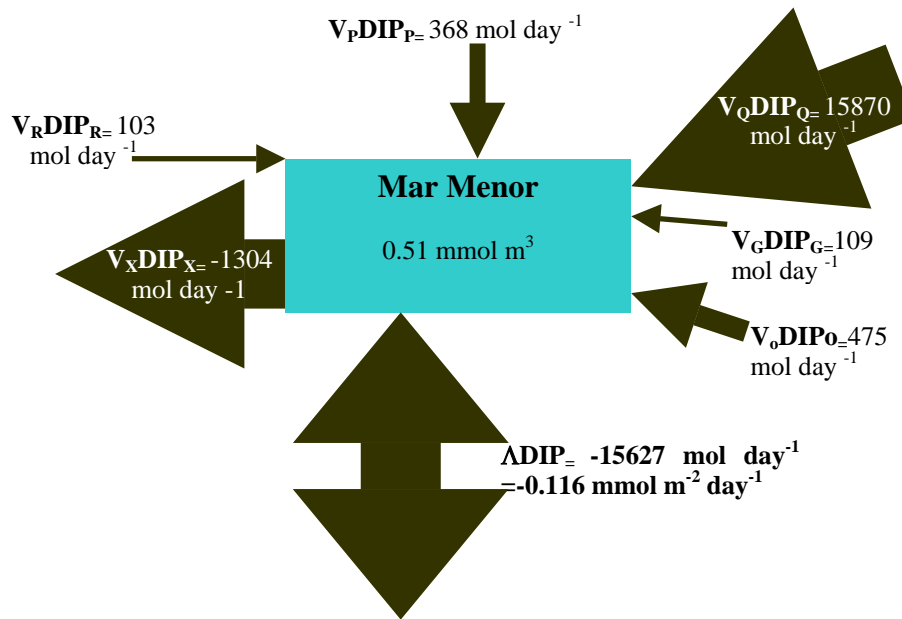 VPDIPP= 368 mol day -1
VQDIPQ= 15870
mol day -1
VRDIPR= 103
mol day -1
Mar Menor
0.51 mmol m3
VGDIPG=109
mol day -1
VXDIPX= -1304
mol day -1
VoDIPo=475
mol day -1
ΛDIP= -15627 mol day-1
=-0.116 mmol m-2 day-1